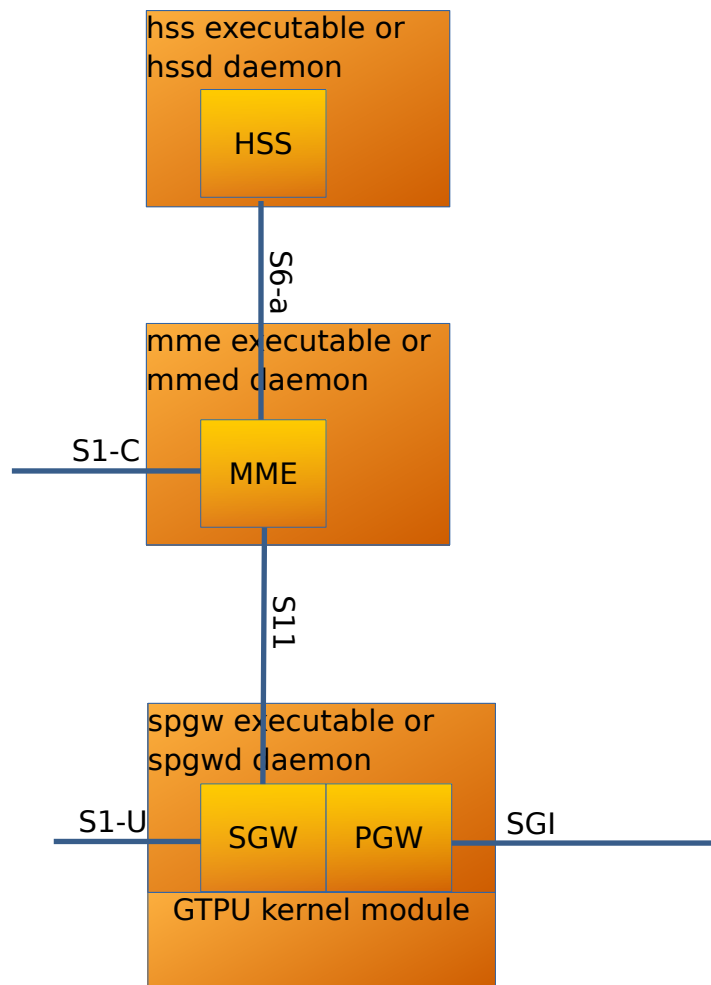 hss executable or
hssd daemon
HSS
S6-a
mme executable or
mmed daemon
S1-C
MME
S11
spgw executable or
spgwd daemon
S1-U
SGW
PGW
SGI
GTPU kernel module